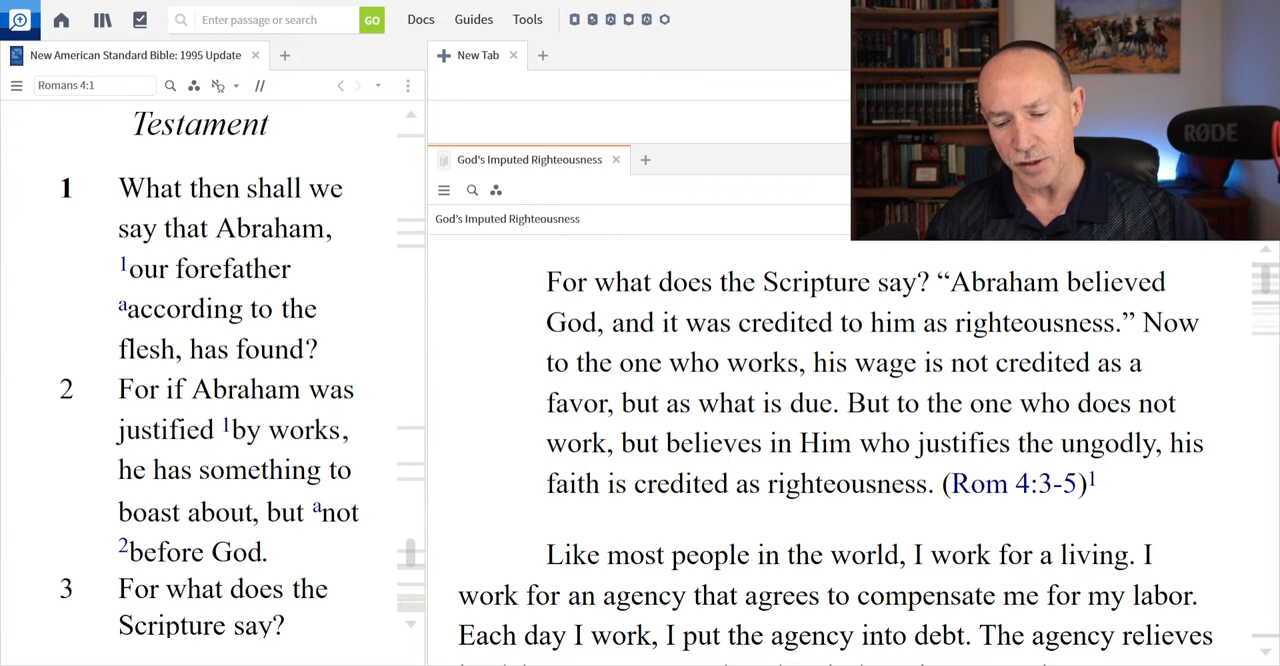 Enter passage or search
GO
Docs
Guides
Tools
New American Standard Bible: 1995 Update
New Tab
Romans 4:1
Testament
1 What then shall we
say that Abraham,
1our forefather
aaccording to the
flesh, has found?
2 For if Abraham was
justified 1by works,
he has something to
boast about, but anot
2before God.
3 For what does the
Scripture say?
God's Imputed Righteousness
God's Imputed Righteousness
For what does the Scripture say? “Abraham believed
God, and it was credited to him as righteousness.” Now
to the one who works, his wage is not credited as a
favor, but as what is due. But to the one who does not
work, but believes in Him who justifies the ungodly, his
faith is credited as righteousness. (Rom 4:3-5)1
Like most people in the world, I work for a living. I
work for an agency that agrees to compensate me for my labor.
Each day I work, I put the agency into debt. The agency relieves
RØDE